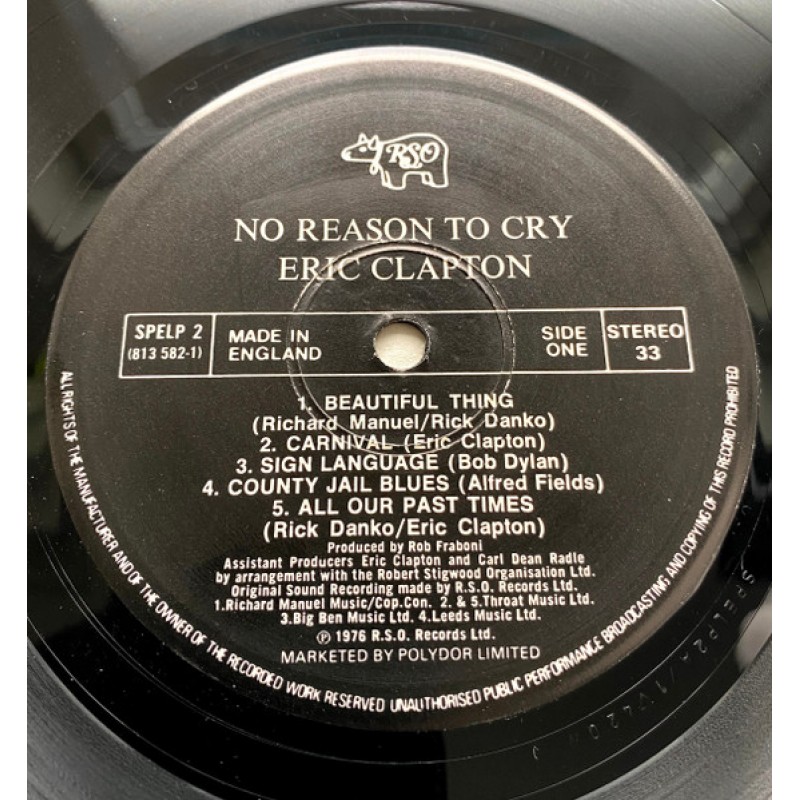 RSO
NO REASON TO CRY
ERIC CLAPTON
SPELP 2
(813 582-1)
MADE IN
ENGLAND
SIDE
ONE
STEREO
33
1. BEAUTIFUL THING
(Richard Manuel/Rick Danko)
2. CARNIVAL (Eric Clapton)
3. SIGN LANGUAGE (Bob Dylan)
4. COUNTY JAIL BLUES (Alfred Fields)
5. ALL OUR PAST TIMES
(Rick Danko/Eric Clapton)
Produced by Rob Fraboni
Assistant Producers Eric Clapton and Carl Dean Radle
by arrangement with the Robert Stigwood Organisation Ltd.
Original Sound Recording made by R.S.O. Records Ltd.
1.Richard Manuel Music/Cop.Con. 2. & 5.Throat Music Ltd.
3.Big Ben Music Ltd. 4.Leeds Music Ltd.
℗ 1976 R.S.O. Records Ltd.
MARKETED BY POLYDOR LIMITED
ALL RIGHTS OF THE MANUFACTURER AND OF THE OWNER OF THE RECORDED WORK RESERVED UNAUTHORISED PUBLIC PERFORMANCE BROADCASTING AND COPYING OF THIS RECORD PROHIBITED